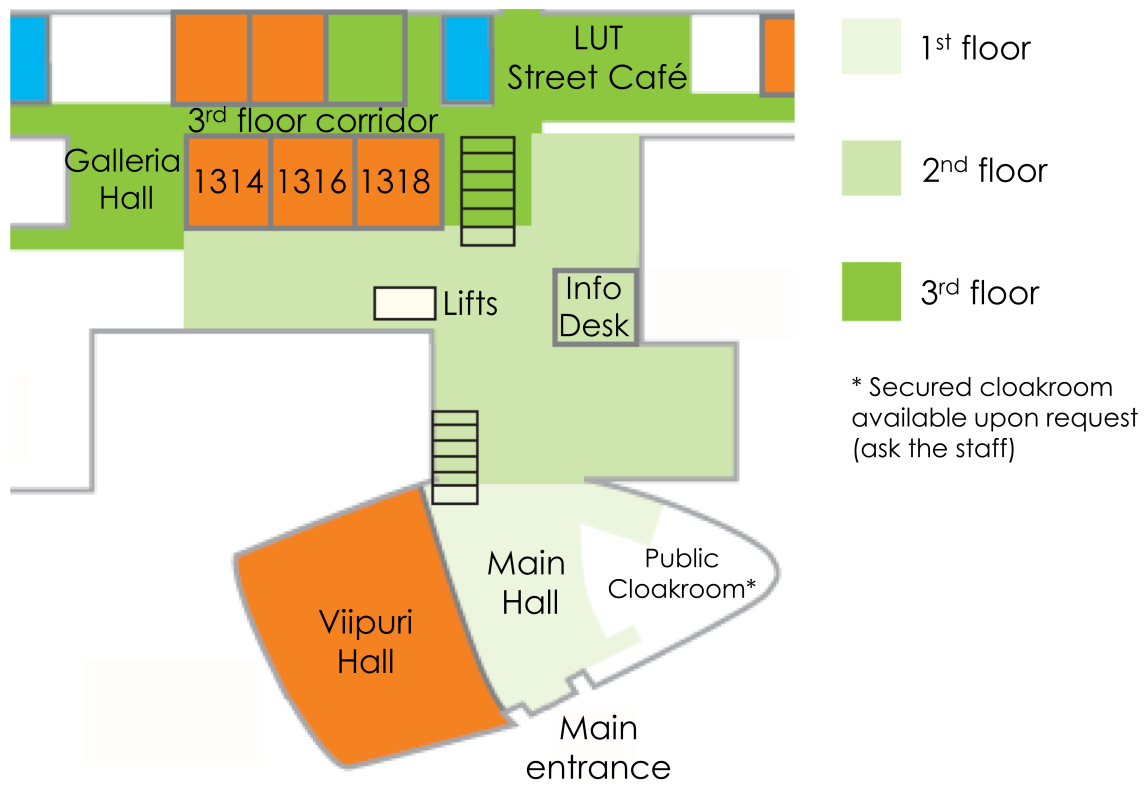 LUT
Street Café
3rd floor corridor
Galleria
Hall
1314
1316
1318
Lifts
Info
Desk
Main
Hall
Public
Cloakroom*
Viipuri
Hall
Main
entrance
1st floor
2nd floor
3rd floor
* Secured cloakroom
available upon request
(ask the staff)